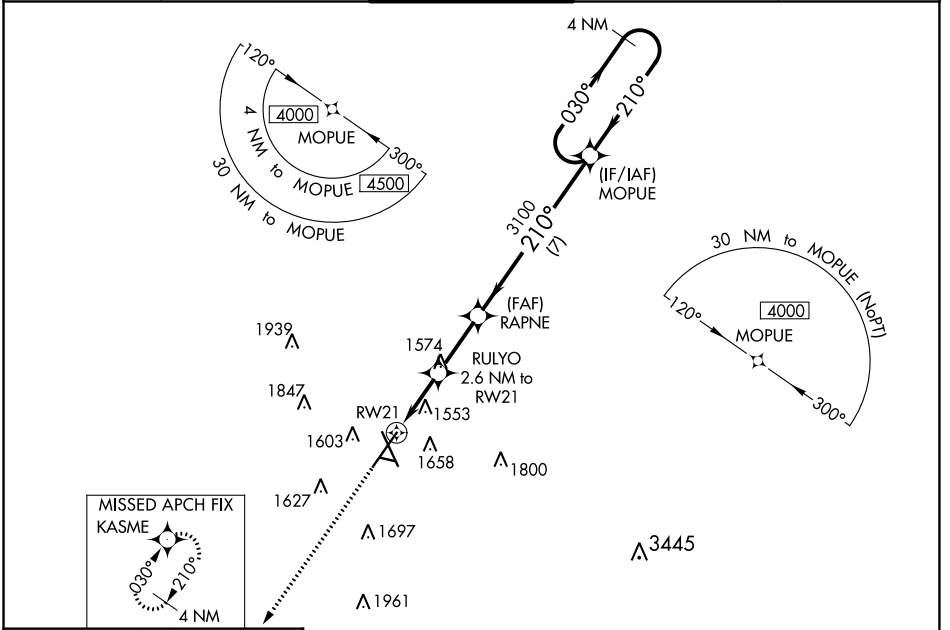 4 NM
030°
210°
(IF/IAF)
MOPUE
120°
4000
MOPUE
300°
4 NM to MOPUE
4500
30 NM to MOPUE
3100
210°
(7)
30 NM to MOPUE (NoPT)
120°
4000
MOPUE
300°
(FAF)
RAPNE
1939
1574
RULYO
2.6 NM to
RW21
1847
RW21
1553
1603
1658
1800
1627
MISSED APCH FIX
KASME
030°
210°
4 NM
1697
3445
1961